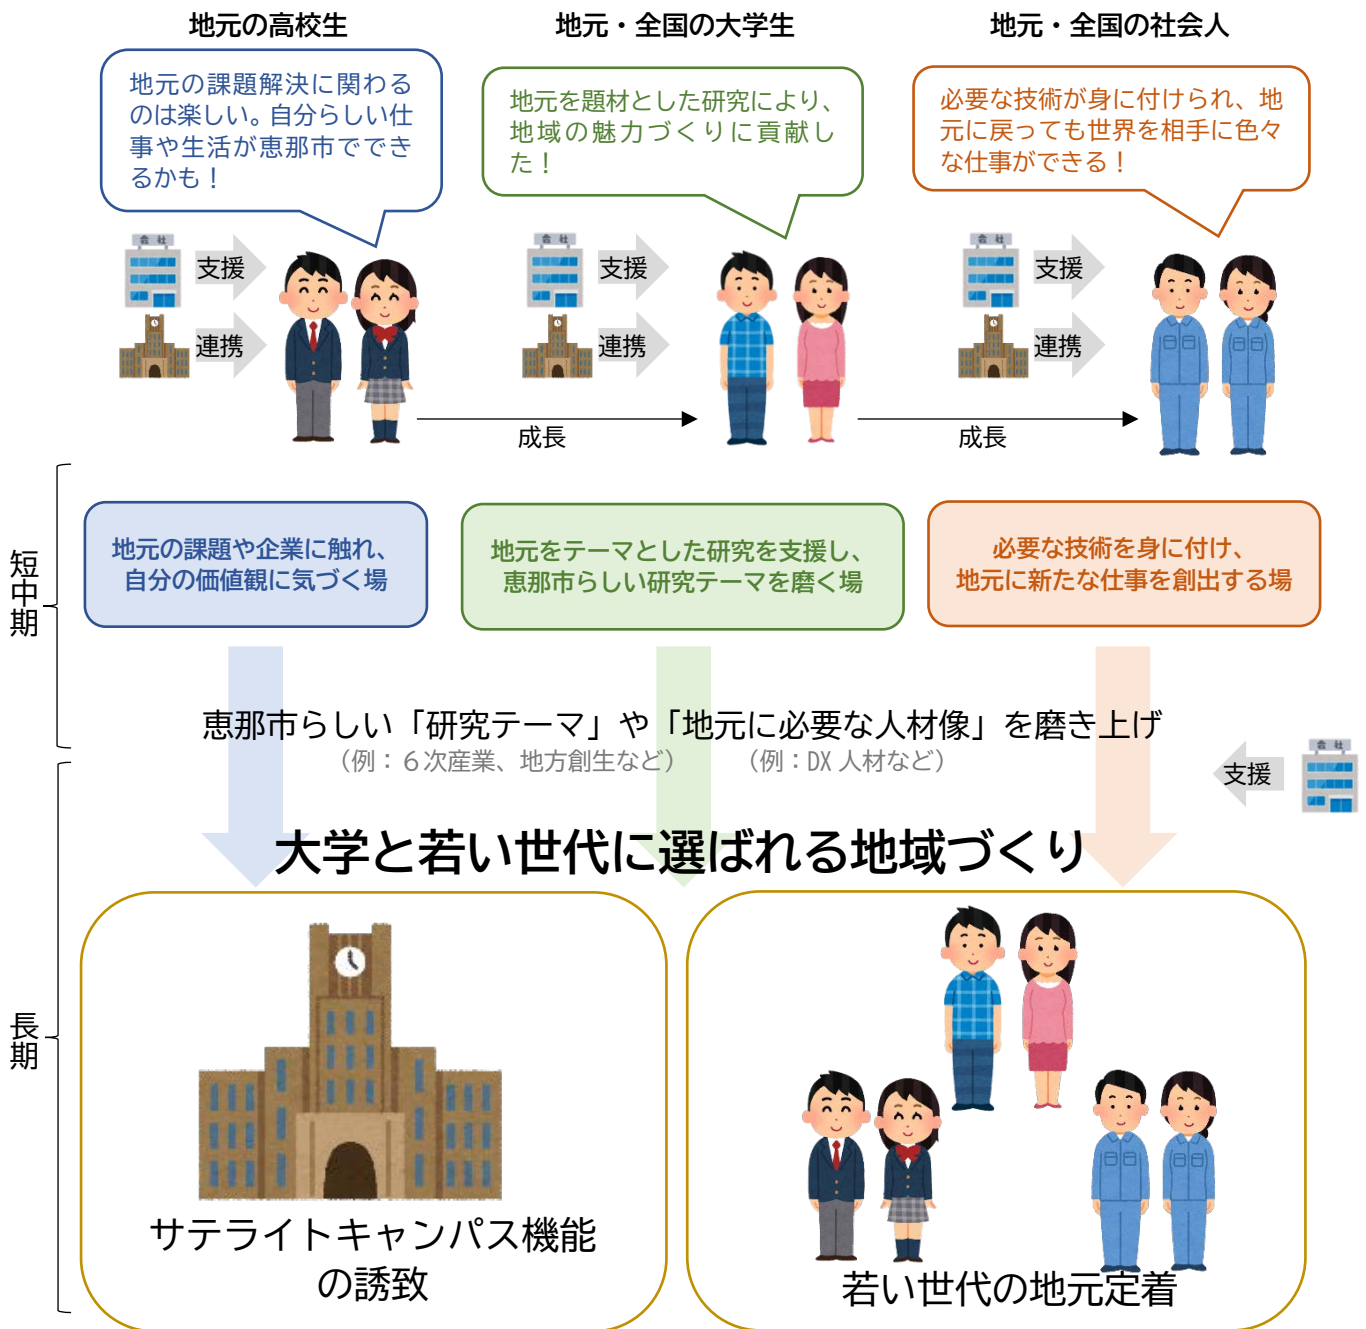 地元の高校生
地元・全国の大学生
地元・全国の社会人
地元の課題解決に関わる
のは楽しい。自分らしい仕
事や生活が恵那市ででき
るかも！
地元を題材とした研究により、
地域の魅力づくりに貢献し
た！
必要な技術が身に付けられ、地
元に戻っても世界を相手に色々
な仕事ができる！
会社
支援
連携
会社
支援
連携
会社
支援
連携
成長
成長
短中期
地元の課題や企業に触れ、
自分の価値観に気づく場
地元をテーマとした研究を支援し、
恵那市らしい研究テーマを磨く場
必要な技術を身に付け、
地元に新たな仕事を創出する場
恵那市らしい「研究テーマ」や「地元に必要な人材像」を磨き上げ
（例：６次産業、地方創生など）
（例：DX 人材など）
会社
支援
大学と若い世代に選ばれる地域づくり
長期
サテライトキャンパス機能
の誘致
若い世代の地元定着